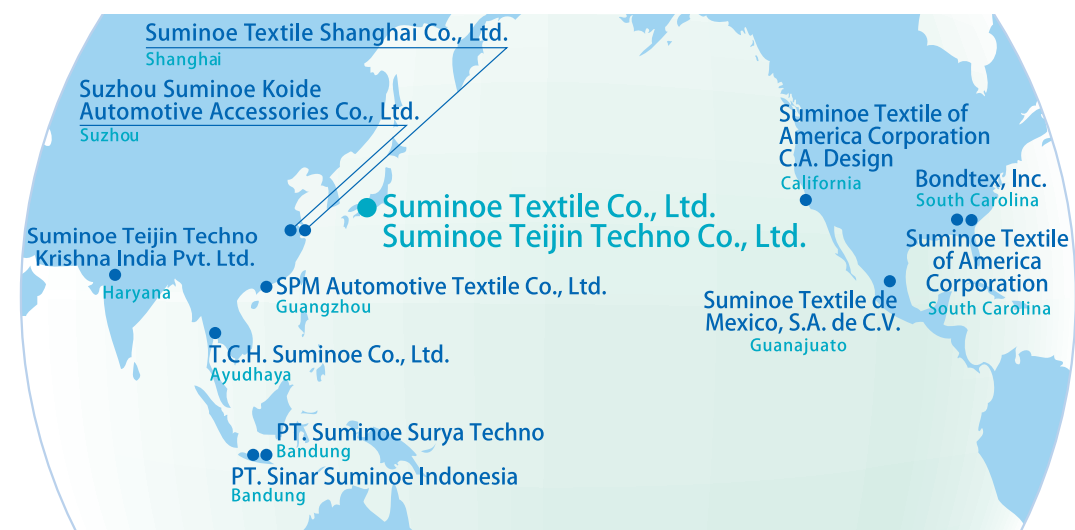 Suminoe Textile Shanghai Co., Ltd.
Shanghai
Suzhou Suminoe Koide
Automotive Accessories Co., Ltd.
Suzhou
Suminoe Textile Co., Ltd.
Suminoe Teijin Techno Co., Ltd.
Suminoe Teijin Techno
Krishna India Pvt. Ltd.
Haryana
SPM Automotive Textile Co., Ltd.
Guangzhou
T.C.H. Suminoe Co., Ltd.
Ayudhaya
PT. Suminoe Surya Techno
Bandung
PT. Sinar Suminoe Indonesia
Bandung
Suminoe Textile of
America Corporation
C.A. Design
California
Bondtex, Inc.
South Carolina
Suminoe Textile
of America
Corporation
South Carolina
Suminoe Textile de
Mexico, S.A. de C.V.
Guanajuato